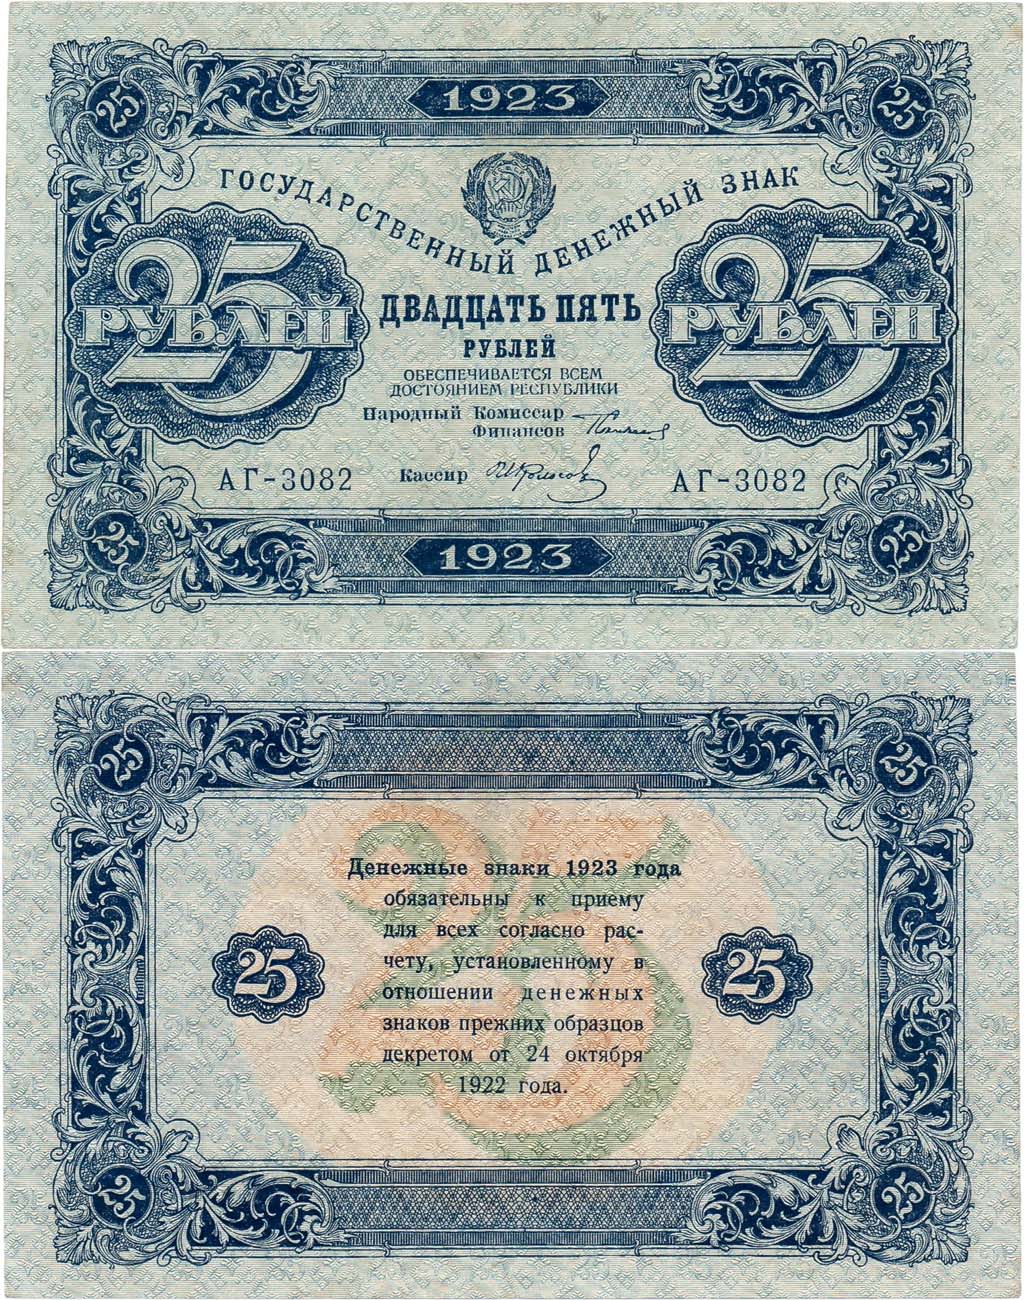 25 1923 25
ГОСУДАРСТВЕННЫЙ ДЕНЕЖНЫЙ ЗНАК
25 РУБЛЕЙ
25 РУБЛЕЙ
ДВАДЦАТЬ ПЯТЬ
РУБЛЕЙ
ОБЕСПЕЧИВАЕТСЯ ВСЕМ
ДОСТОЯНИЕМ РЕСПУБЛИКИ
Народный Комиссар
Финансов
АГ-3082 Кассир АГ-3082
25 1923 25
25 25
Денежные знаки 1923 года
обязательны к приему
для всех согласно рас-
чету, установленному в
отношении денежных
знаков прежних образцов
декретом от 24 октября
1922 года.
25 25
25 25